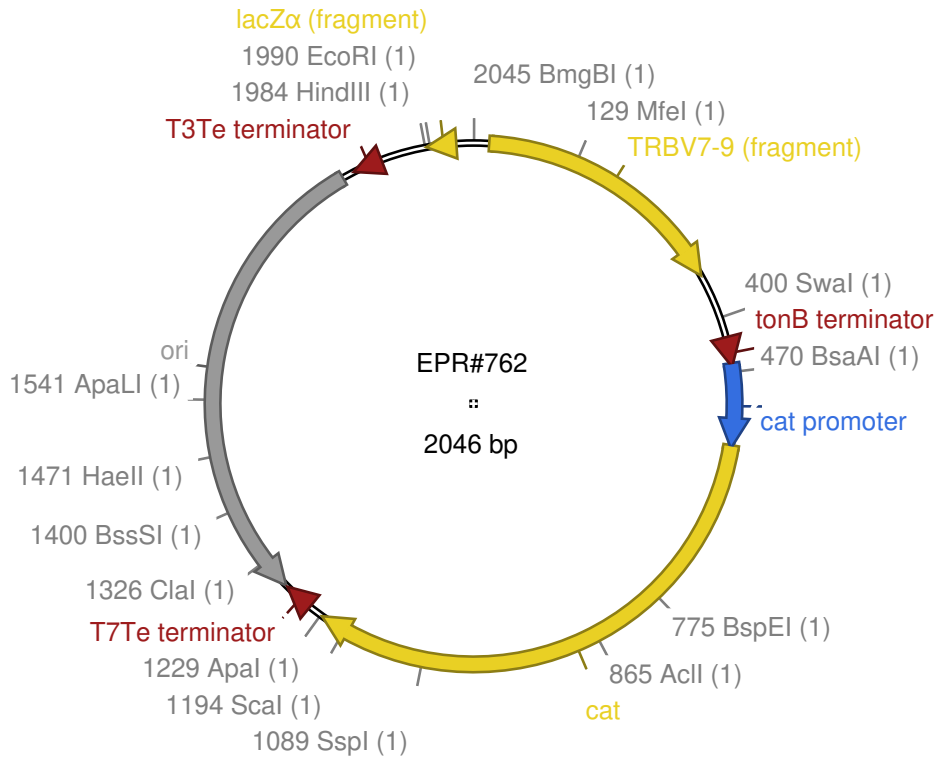 lacZα (fragment)
1990 EcoRI (1)
2045 BmgBI (1)
1984 HindIII (1)
129 MfeI (1)
T3Te terminator
TRBV7-9 (fragment)
400 SwaI (1)
tonB terminator
ori
470 BsaAI (1)
EPR#762
1541 ApaLI (1)
cat promoter
2046 bp
1471 HaeII (1)
1400 BssSI (1)
1326 ClaI (1)
775 BspEI (1)
T7Te terminator
1229 ApaI (1)
865 AclI (1)
1194 ScaI (1)
cat
1089 SspI (1)